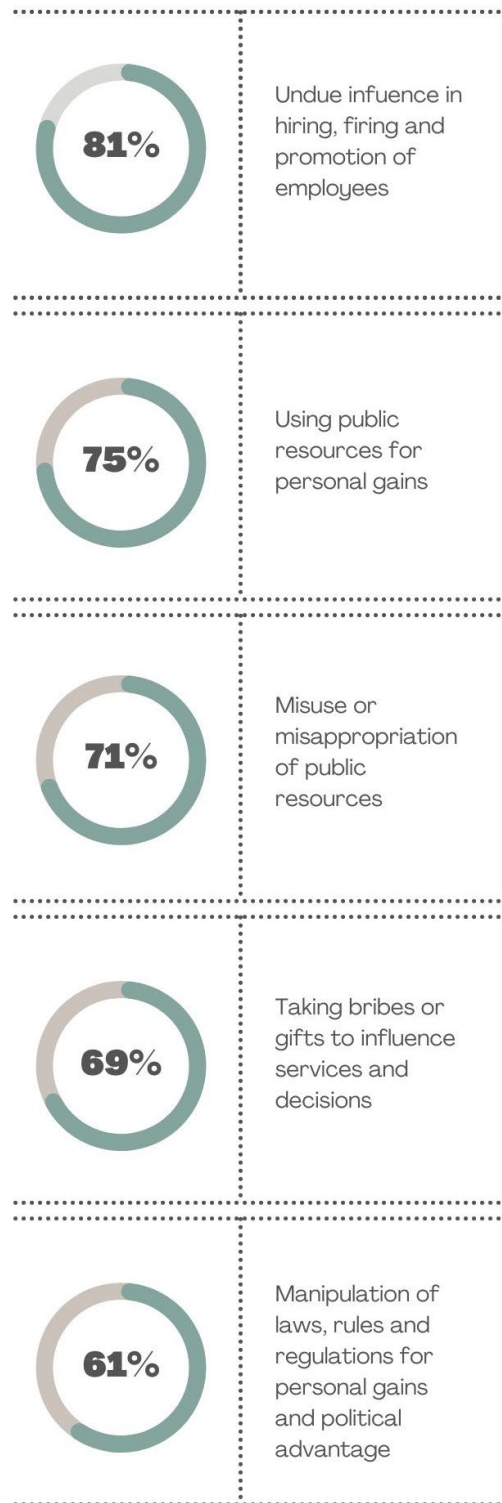 81%
Undue infuence in
hiring, firing and
promotion of
employees
75%
Using public
resources for
personal gains
71%
Misuse or
misappropriation
of public
resources
69%
Taking bribes or
gifts to influence
services and
decisions
61%
Manipulation of
laws, rules and
regulations for
personal gains
and political
advantage